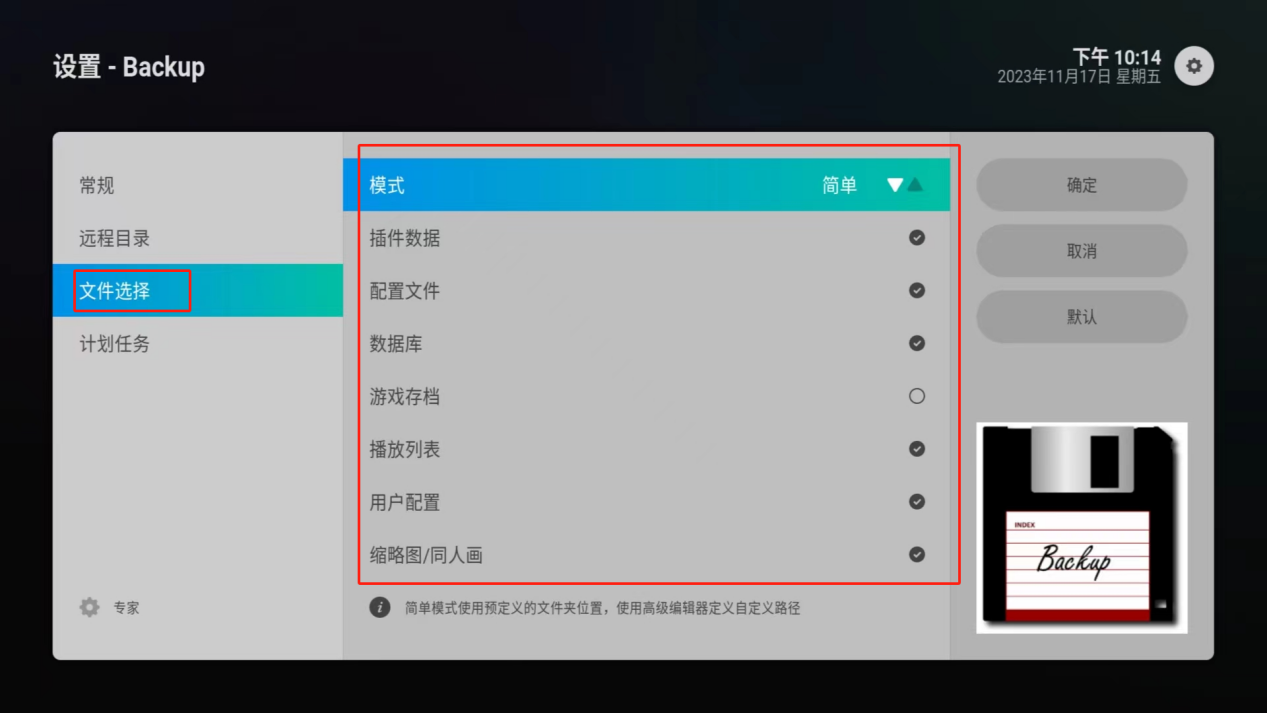 设置 - Backup
下午 10:14
2023年11月17日 星期五
常规
远程目录
文件选择
计划任务
专家
模式 简单
插件数据
配置文件
数据库
游戏存档
播放列表
用户配置
缩略图/同人画
简单模式使用预定义的文件夹位置，使用高级编辑器定义自定义路径
确定
取消
默认
INDEX
Backup